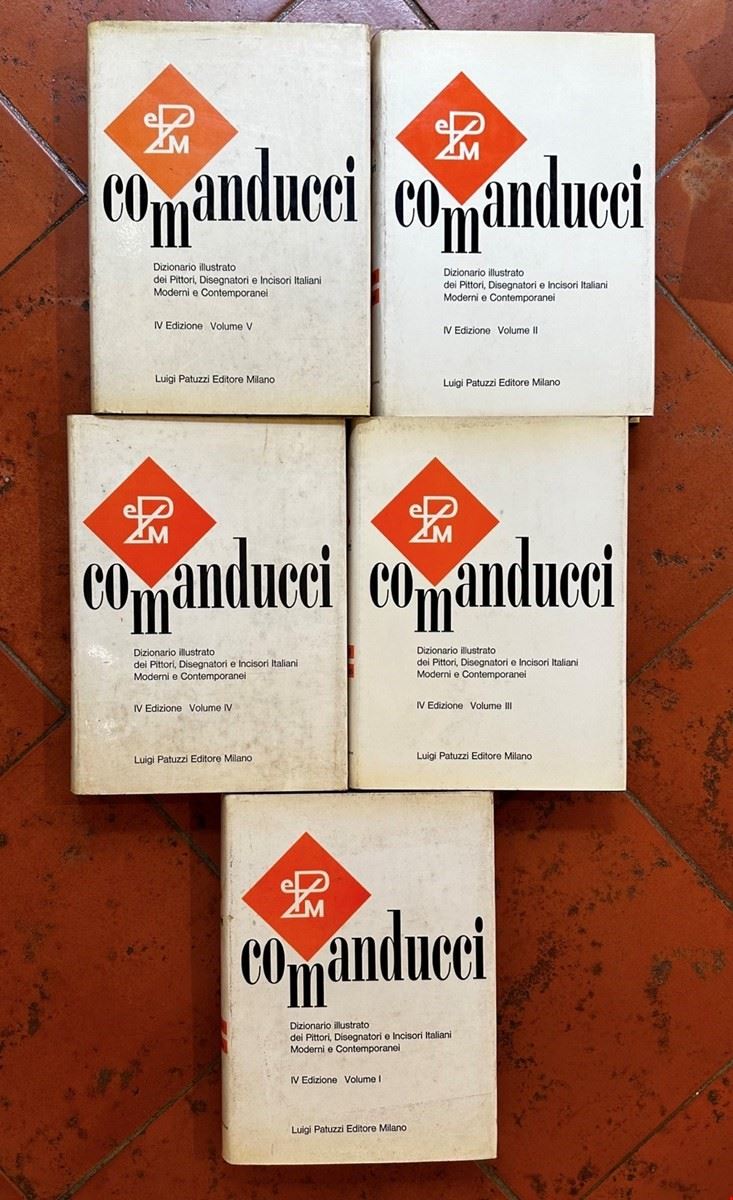 ePM
comanducci
Dizionario illustrato
dei Pittori, Disegnatori e Incisori Italiani
Moderni e Contemporanei
IV Edizione Volume V
Luigi Patuzzi Editore Milano
ePM
comanducci
Dizionario illustrato
dei Pittori, Disegnatori e Incisori Italiani
Moderni e Contemporanei
IV Edizione Volume II
Luigi Patuzzi Editore Milano
ePM
comanducci
Dizionario illustrato
dei Pittori, Disegnatori e Incisori Italiani
Moderni e Contemporanei
IV Edizione Volume IV
Luigi Patuzzi Editore Milano
ePM
comanducci
Dizionario illustrato
dei Pittori, Disegnatori e Incisori Italiani
Moderni e Contemporanei
IV Edizione Volume III
Luigi Patuzzi Editore Milano
ePM
comanducci
Dizionario illustrato
dei Pittori, Disegnatori e Incisori Italiani
Moderni e Contemporanei
IV Edizione Volume I
Luigi Patuzzi Editore Milano